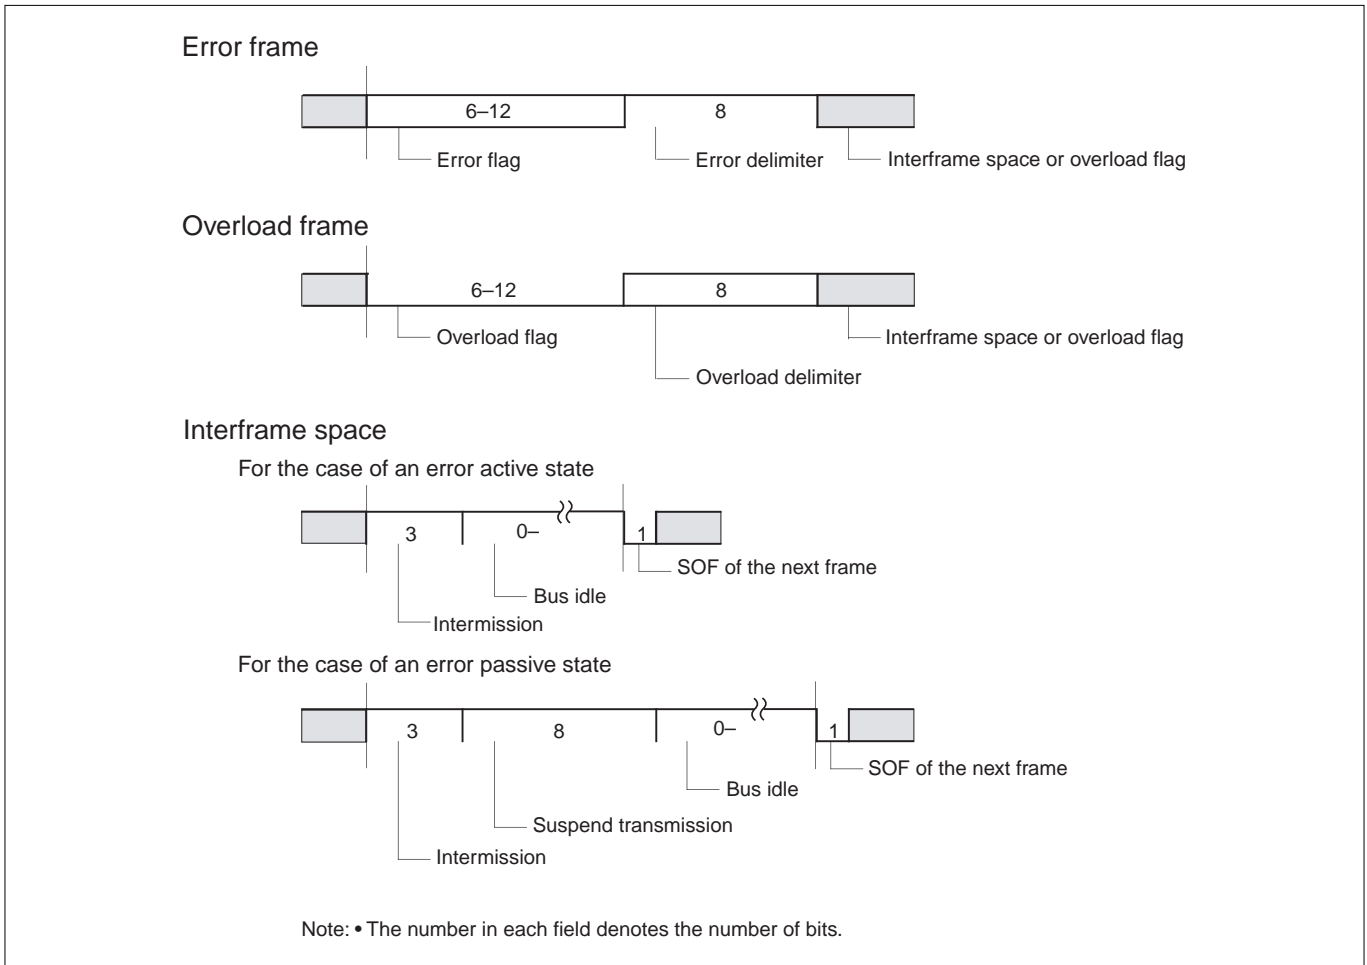 Error frame
6–12
8
Error flag
Error delimiter
Interframe space or overload flag
Overload frame
6–12
8
Overload flag
Interframe space or overload flag
Overload delimiter
Interframe space
For the case of an error active state
3
0–
1
SOF of the next frame
Bus idle
Intermission
For the case of an error passive state
3
8
0–
1
SOF of the next frame
Bus idle
Suspend transmission
Intermission
Note: • The number in each field denotes the number of bits.